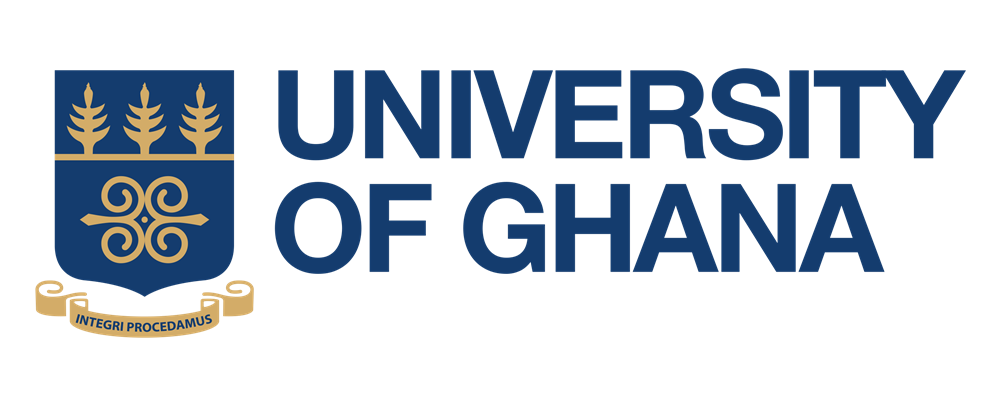 UNIVERSITY
OF GHANA
INTEGRI PROCEDAMUS